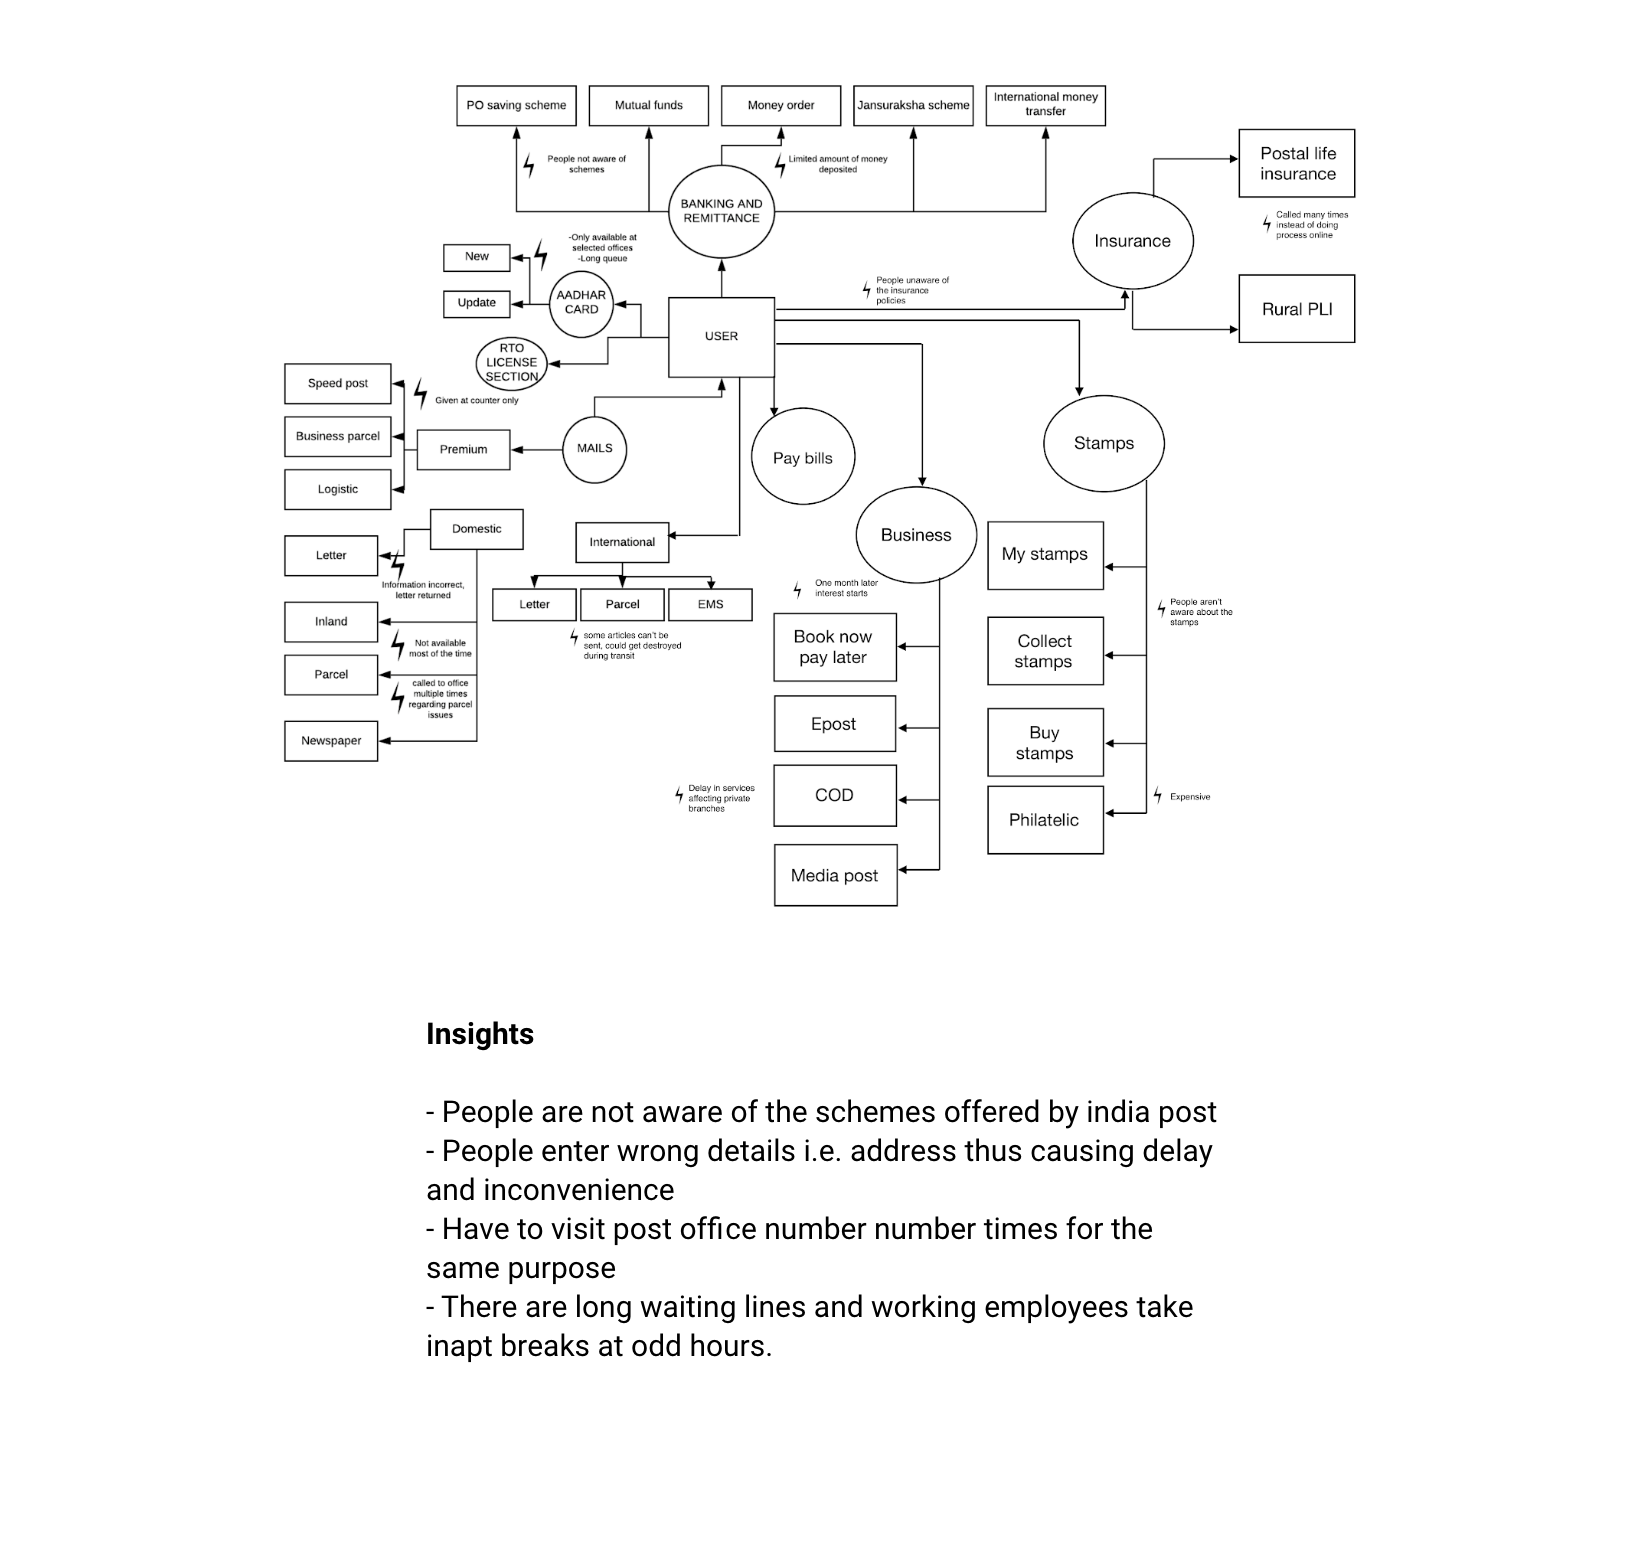 PO saving scheme
Mutual funds
Money order
Jansuraksha scheme
International money
transfer
People not aware of
schemes
Limited amount of money
deposited
BANKING AND
REMITTANCE
Postal life
insurance
Called many times
instead of doing
process online
Insurance
Rural PLI
People unaware of
the insurance
policies
-Only available at
selected offices
-Long queue
New
Update
AADHAR
CARD
USER
RTO
LICENSE
SECTION
Speed post
Given at counter only
Business parcel
Premium
MAILS
Logistic
Pay bills
Stamps
Domestic
Letter
Information incorrect,
letter returned
Inland
Not available
most of the time
Parcel
called to office
multiple times
regarding parcel
issues
Newspaper
International
Letter
Parcel
EMS
some articles can't be
sent, could get destroyed
during transit
Business
One month later
interest starts
Book now
pay later
Epost
Delay in services
affecting private
branches
COD
Media post
My stamps
People aren't
aware about the
stamps
Collect
stamps
Buy
stamps
Expensive
Philatelic
Insights
- People are not aware of the schemes offered by india post
- People enter wrong details i.e. address thus causing delay
and inconvenience
- Have to visit post office number number times for the
same purpose
- There are long waiting lines and working employees take
inapt breaks at odd hours.